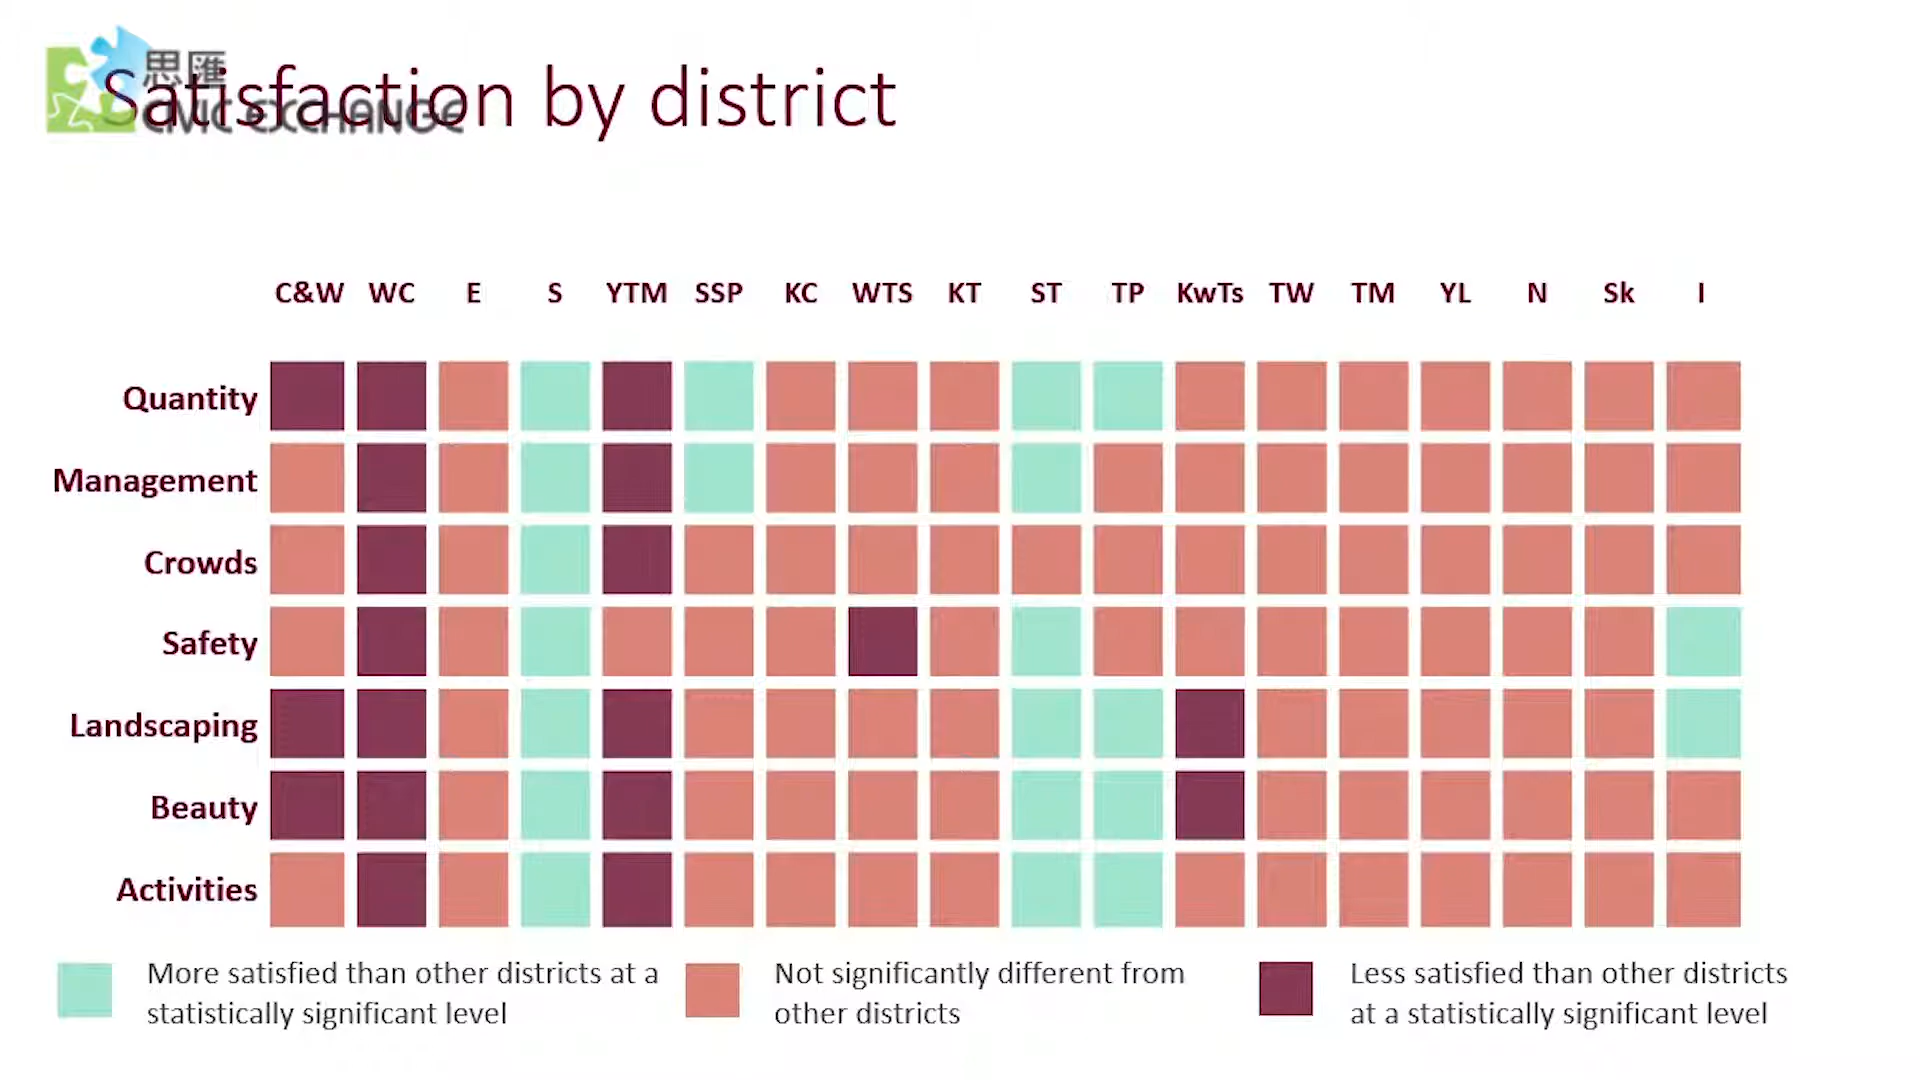 思匯
CIVIC EXCHANGE
Satisfaction by district
C&W WC E S YTM SSP KC WTS KT ST TP KwTs TW TM YL N Sk I
Quantity
Management
Crowds
Safety
Landscaping
Beauty
Activities
More satisfied than other districts at a
statistically significant level
Not significantly different from
other districts
Less satisfied than other districts
at a statistically significant level